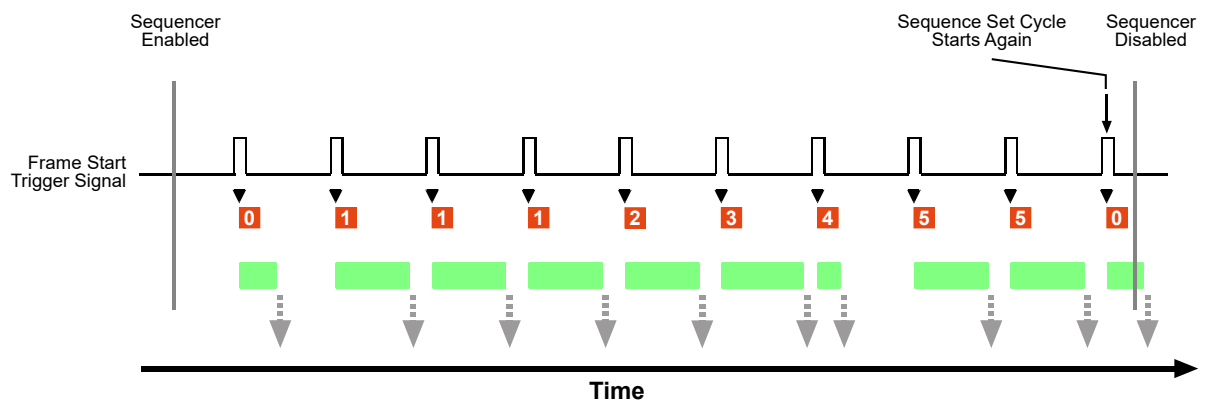 Sequencer
Enabled
Sequence Set Cycle
Starts Again
Sequencer
Disabled
Frame Start
Trigger Signal
0 1 1 1 2 3 4 5 5 0
Time